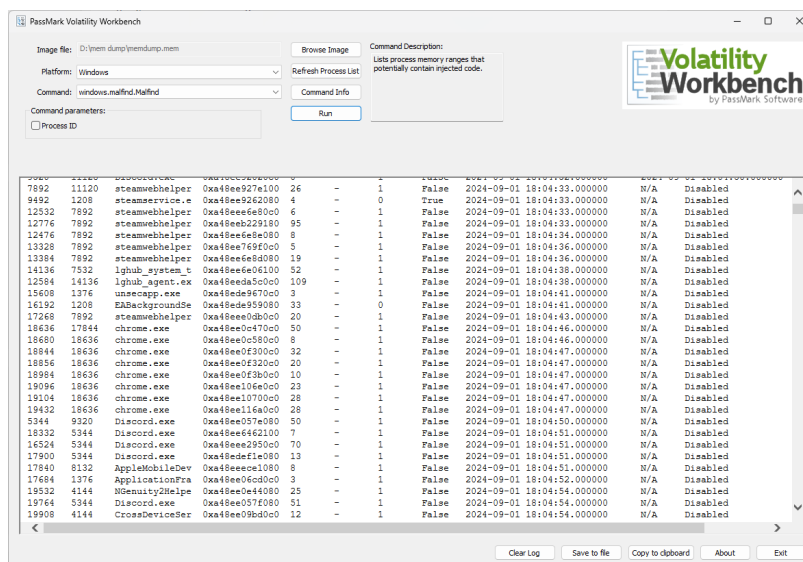 PassMark Volatility Workbench
Image file: D:\mem dump\memdump.mem
Browse Image
Command Description:
Lists process memory ranges that
potentially contain injected code.
Platform: Windows
Refresh Process List
Command: windows.malfind.Malfind
Command Info
Command parameters:
Process ID
Run
Volatility
Workbench
by PassMark Software
7892 11120 steamwebhelper 0xa48ee927e100 26 - 1 False 2024-09-01 18:04:33.000000 N/A Disabled
9492 1208 steamservice.e 0xa48ee9262080 4 - 0 True 2024-09-01 18:04:33.000000 N/A Disabled
12532 7892 steamwebhelper 0xa48eee6e80c0 6 - 1 False 2024-09-01 18:04:33.000000 N/A Disabled
12776 7892 steamwebhelper 0xa48eeb229180 95 - 1 False 2024-09-01 18:04:33.000000 N/A Disabled
12476 7892 steamwebhelper 0xa48ee6e8e080 8 - 1 False 2024-09-01 18:04:34.000000 N/A Disabled
13328 7892 steamwebhelper 0xa48ee769f0c0 5 - 1 False 2024-09-01 18:04:36.000000 N/A Disabled
13384 7892 steamwebhelper 0xa48ee6e8d080 19 - 1 False 2024-09-01 18:04:36.000000 N/A Disabled
14136 7532 lghub_system_t 0xa48ee6e06100 52 - 1 False 2024-09-01 18:04:38.000000 N/A Disabled
12584 14136 lghub_agent.ex 0xa48eeda5c0c0 109 - 1 False 2024-09-01 18:04:38.000000 N/A Disabled
15608 1376 unsecapp.exe 0xa48ede9670c0 3 - 1 False 2024-09-01 18:04:41.000000 N/A Disabled
16192 1208 EABackgroundSe 0xa48ede959080 33 - 0 False 2024-09-01 18:04:41.000000 N/A Disabled
17268 7892 steamwebhelper 0xa48eee0db0c0 20 - 1 False 2024-09-01 18:04:43.000000 N/A Disabled
18636 17844 chrome.exe 0xa48ee0c470c0 50 - 1 False 2024-09-01 18:04:46.000000 N/A Disabled
18680 18636 chrome.exe 0xa48ee0c580c0 8 - 1 False 2024-09-01 18:04:46.000000 N/A Disabled
18844 18636 chrome.exe 0xa48ee0f300c0 32 - 1 False 2024-09-01 18:04:47.000000 N/A Disabled
18856 18636 chrome.exe 0xa48ee0f320c0 20 - 1 False 2024-09-01 18:04:47.000000 N/A Disabled
18984 18636 chrome.exe 0xa48ee0f3b0c0 10 - 1 False 2024-09-01 18:04:47.000000 N/A Disabled
19096 18636 chrome.exe 0xa48ee106e0c0 23 - 1 False 2024-09-01 18:04:47.000000 N/A Disabled
19104 18636 chrome.exe 0xa48ee10700c0 28 - 1 False 2024-09-01 18:04:47.000000 N/A Disabled
19432 18636 chrome.exe 0xa48ee116a0c0 28 - 1 False 2024-09-01 18:04:47.000000 N/A Disabled
5344 9320 Discord.exe 0xa48ee057e080 50 - 1 False 2024-09-01 18:04:50.000000 N/A Disabled
18332 5344 Discord.exe 0xa48ee6462100 7 - 1 False 2024-09-01 18:04:51.000000 N/A Disabled
16524 5344 Discord.exe 0xa48eee2950c0 70 - 1 False 2024-09-01 18:04:51.000000 N/A Disabled
17900 5344 Discord.exe 0xa48edef1e080 13 - 1 False 2024-09-01 18:04:51.000000 N/A Disabled
17840 8132 AppleMobileDev 0xa48eeece1080 8 - 1 False 2024-09-01 18:04:51.000000 N/A Disabled
17684 1376 ApplicationFra 0xa48ee06cd0c0 3 - 1 False 2024-09-01 18:04:52.000000 N/A Disabled
19532 4144 NGenuity2Helpe 0xa48ee0e44080 25 - 1 False 2024-09-01 18:04:54.000000 N/A Disabled
19764 5344 Discord.exe 0xa48ee057f080 51 - 1 False 2024-09-01 18:04:54.000000 N/A Disabled
19908 4144 CrossDeviceSer 0xa48ee09bd0c0 12 - 1 False 2024-09-01 18:04:54.000000 N/A Disabled
Clear Log Save to file Copy to clipboard About Exit